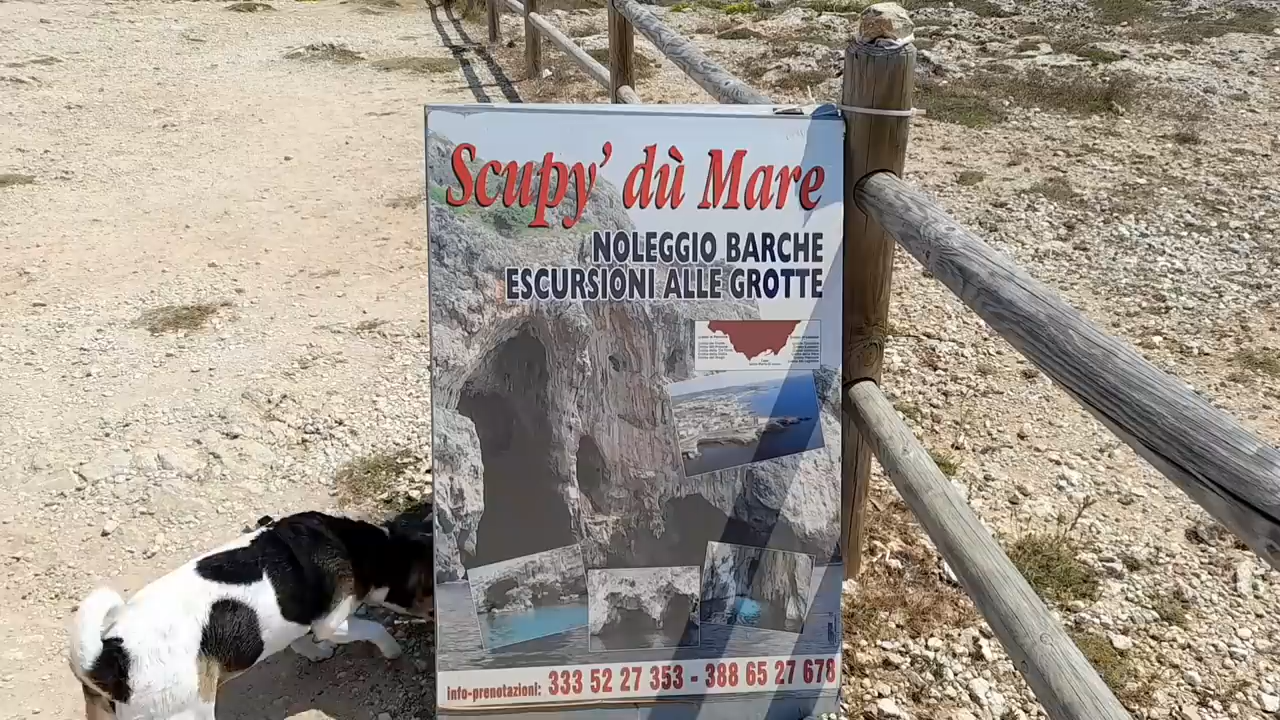 Scupy' dù Mare
NOLEGGIO BARCHE
ESCURSIONI ALLE GROTTE
info-prenotazioni: 333 52 27 353 - 388 65 27 678